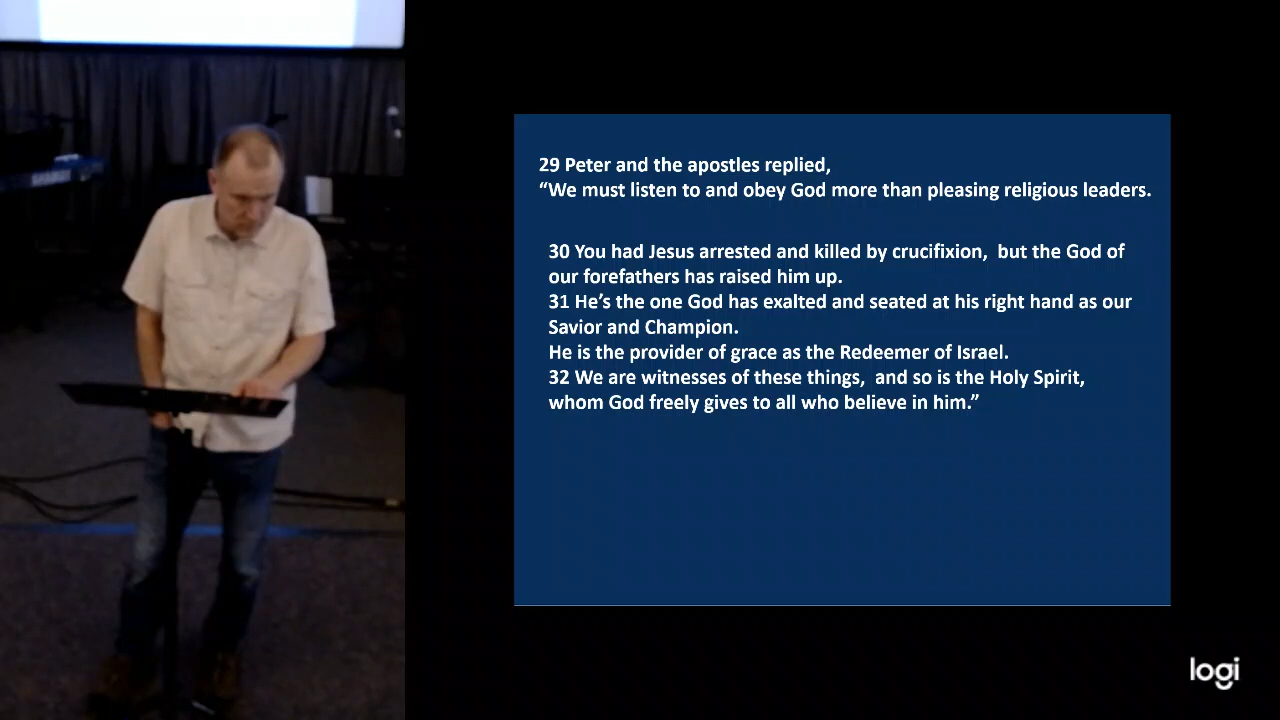 29 Peter and the apostles replied,
“We must listen to and obey God more than pleasing religious leaders.
30 You had Jesus arrested and killed by crucifixion,  but the God of
our forefathers has raised him up.
31 He’s the one God has exalted and seated at his right hand as our
Savior and Champion.
He is the provider of grace as the Redeemer of Israel.
32 We are witnesses of these things,  and so is the Holy Spirit,
whom God freely gives to all who believe in him.”
logi